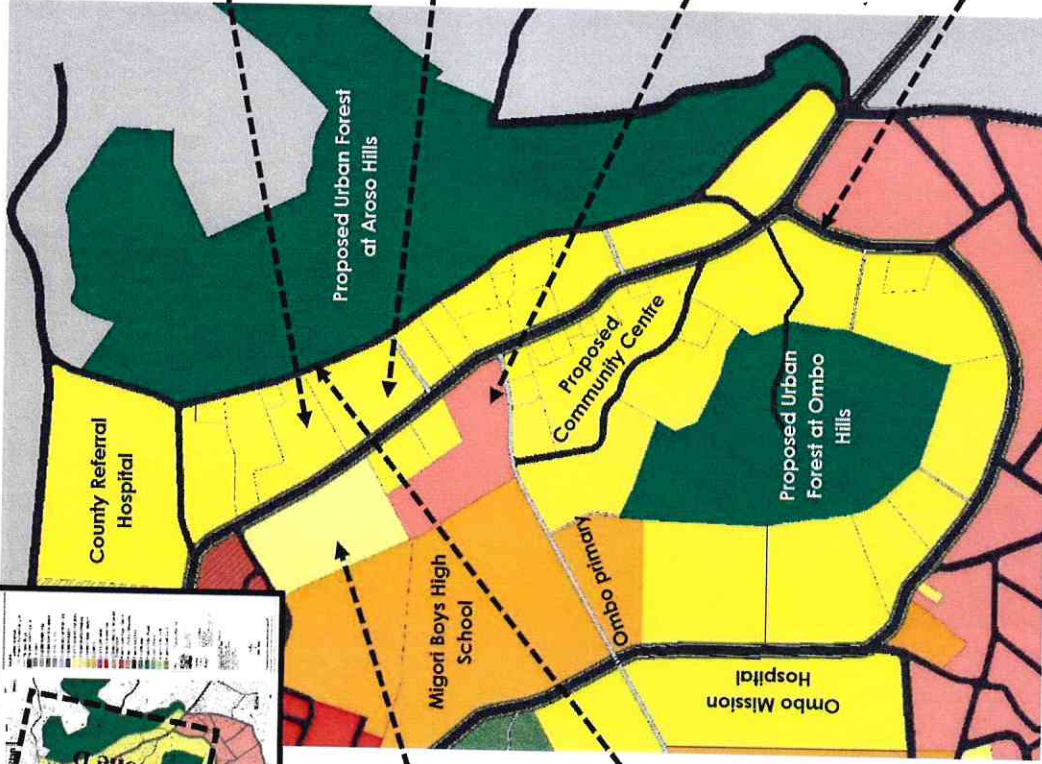 Proposed Urban Forest
at Aroso Hills
County Referral
Hospital
Proposed
Community Centre
Proposed Urban
Forest at Ombo
Hills
Migori Boys High
School
Ombo primary
Ombo Mission
Hospital